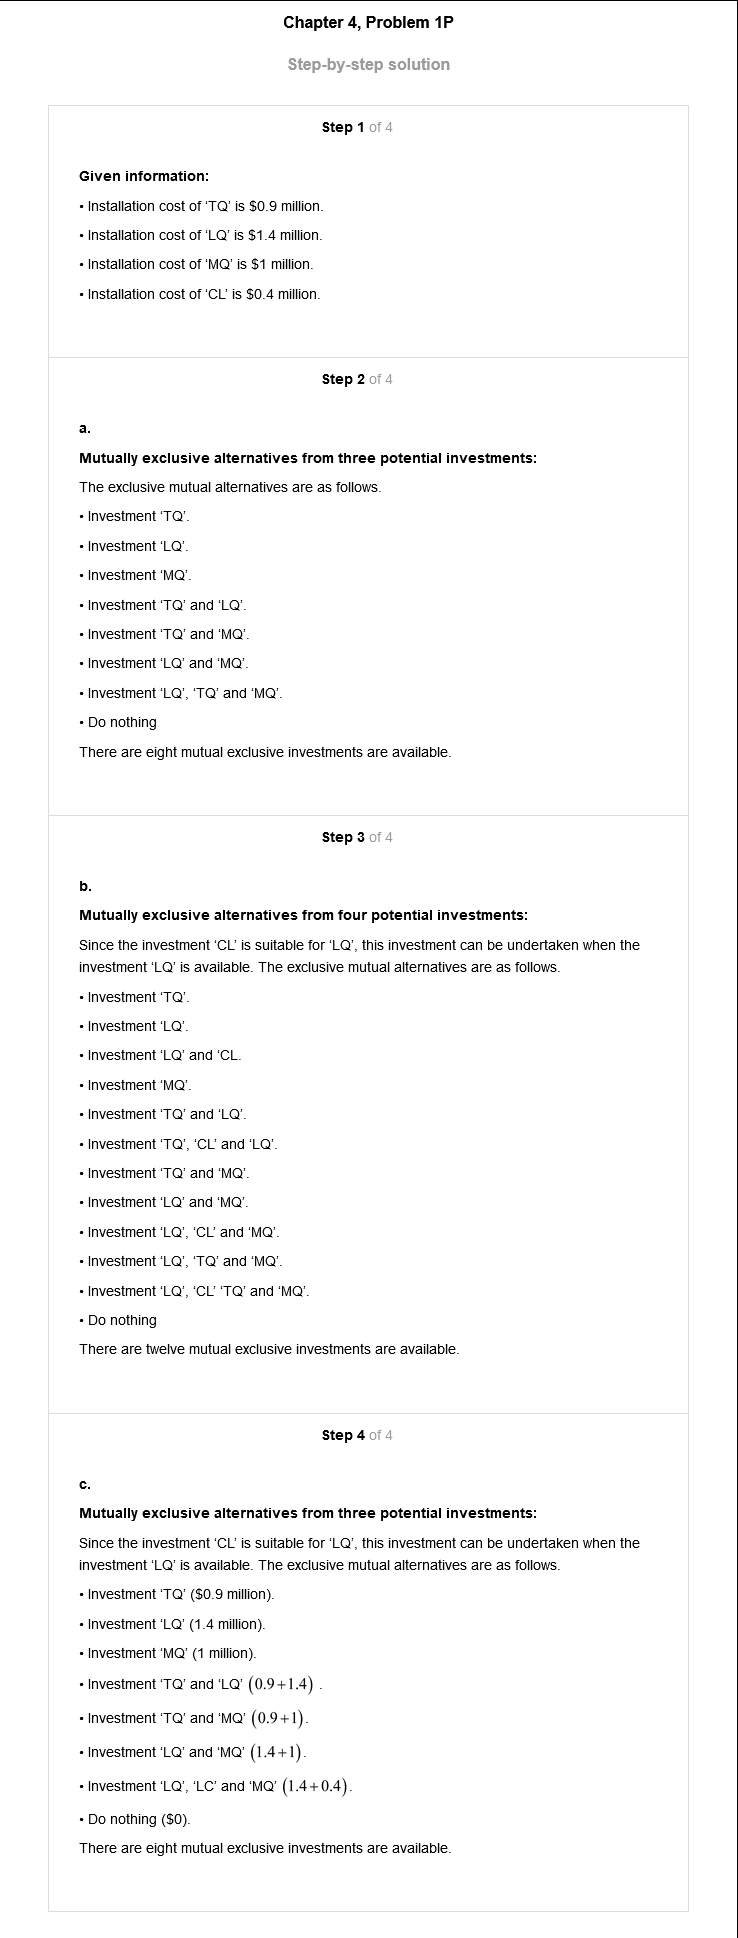 Chapter 4, Problem 1P
Step-by-step solution
Step 1 of 4
Given information:
• Installation cost of ‘TQ’ is $0.9 million.
• Installation cost of ‘LQ’ is $1.4 million.
• Installation cost of ‘MQ’ is $1 million.
• Installation cost of ‘CL’ is $0.4 million.
Step 2 of 4
a.
Mutually exclusive alternatives from three potential investments:
The exclusive mutual alternatives are as follows.
• Investment ‘TQ’.
• Investment ‘LQ’.
• Investment ‘MQ’.
• Investment ‘TQ’ and ‘LQ’.
• Investment ‘TQ’ and ‘MQ’.
• Investment ‘LQ’ and ‘MQ’.
• Investment ‘LQ’, ‘TQ’ and ‘MQ’.
• Do nothing
There are eight mutual exclusive investments are available.
Step 3 of 4
b.
Mutually exclusive alternatives from four potential investments:
Since the investment ‘CL’ is suitable for ‘LQ’, this investment can be undertaken when the
investment ‘LQ’ is available. The exclusive mutual alternatives are as follows.
• Investment ‘TQ’.
• Investment ‘LQ’.
• Investment ‘LQ’ and ‘CL.
• Investment ‘MQ’.
• Investment ‘TQ’ and ‘LQ’.
• Investment ‘TQ’, ‘CL’ and ‘LQ’.
• Investment ‘TQ’ and ‘MQ’.
• Investment ‘LQ’ and ‘MQ’.
• Investment ‘LQ’, ‘CL’ and ‘MQ’.
• Investment ‘LQ’, ‘TQ’ and ‘MQ’.
• Investment ‘LQ’, ‘CL’ ‘TQ’ and ‘MQ’.
• Do nothing
There are twelve mutual exclusive investments are available.
Step 4 of 4
c.
Mutually exclusive alternatives from three potential investments:
Since the investment ‘CL’ is suitable for ‘LQ’, this investment can be undertaken when the
investment ‘LQ’ is available. The exclusive mutual alternatives are as follows.
• Investment ‘TQ’ ($0.9 million).
• Investment ‘LQ’ (1.4 million).
• Investment ‘MQ’ (1 million).
• Investment ‘TQ’ and ‘LQ’ (0.9+1.4) .
• Investment ‘TQ’ and ‘MQ’ (0.9+1).
• Investment ‘LQ’ and ‘MQ’ (1.4+1).
• Investment ‘LQ’, ‘LC’ and ‘MQ’ (1.4+0.4).
• Do nothing ($0).
There are eight mutual exclusive investments are available.